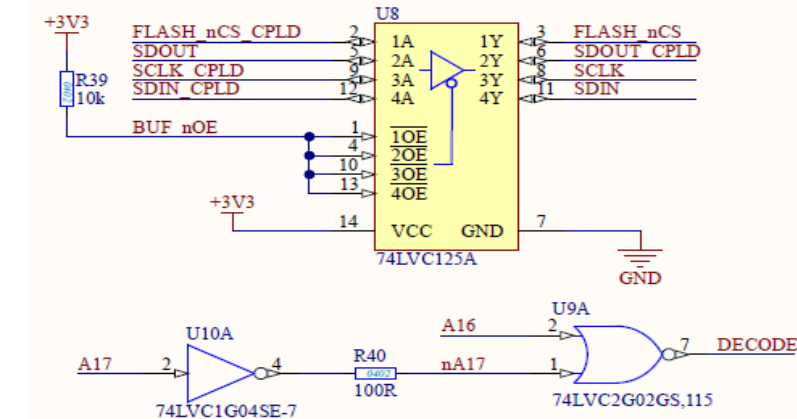 +3V3
U8
FLASH_nCS_CPLD 2 1A 1Y 3 FLASH_nCS
SDOUT 5 2A 2Y 6 SDOUT_CPLD
R39 SCLK_CPLD 9 3A 3Y 8 SCLK
0402 10k SDIN_CPLD 12 4A 4Y 11 SDIN
BUF_nOE 1 1OE
4 2OE
10 3OE
13 4OE
+3V3
14 VCC GND 7
74LVC125A
GND
U9A
U10A A16 2
7 DECODE
A17 2 4 R40 nA17 1
0402
100R
74LVC1G04SE-7 74LVC2G02GS,115